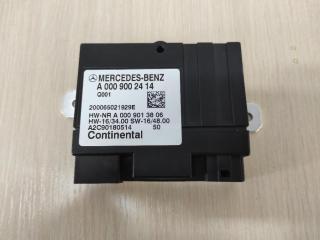 MERCEDES-BENZ
A 000 900 24 14
Q001
200065021929E
HW-NR A 000 901 38 06
HW-16/34.00 SW-16/48.00
A2C90180514 50
Continental